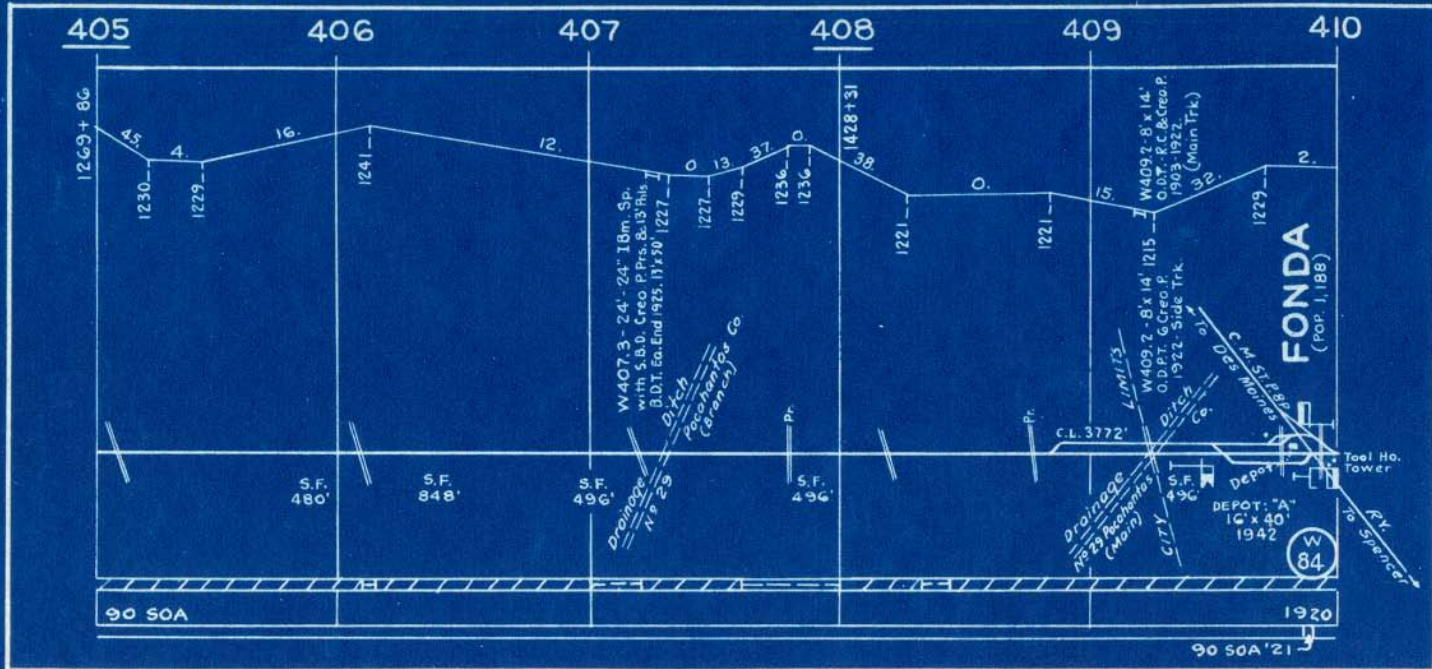 405 406 407 408 409 410
1269+86
45.
4.
16.
12.
0
13.
37.
0.
38.
0.
15.
32.
2.
1230
1229
1241
1227
1227
1229
1236
1236
1428+31
1221
1221
1215
1229
W407.3 - 24'- 24" I Bm. Sp.
with S.B.D. Creo P. Prs. &
B.D.T. Ea. End 1925. 13'x50'
W409.2-8'x14'
O.D.T.-R.C. & Creo. P.
1903-1922.
(Main Trk.)
W409.2-8'x14'
O.D.P.T. 6 Creo P.
1922-Side Trk.
FONDA
(POP. 1,188)
C. M. ST. P. & P.
To
Des Moines
RY.
To Spencer
Drainage Ditch
Nº 29 Pocahontas Co.
(Branch)
Drainage Ditch
Nº 29 Pocahontas Co.
(Main)
CITY LIMITS
Pr.
Pr.
C.L. 3772'
S.F.
480'
S.F.
848'
S.F.
496'
S.F.
496'
S.F.
496'
Depot
Tool Ho.
Tower
DEPOT: "A"
16' x 40'
1942
W
84
90 SOA
1920
90 SOA '21